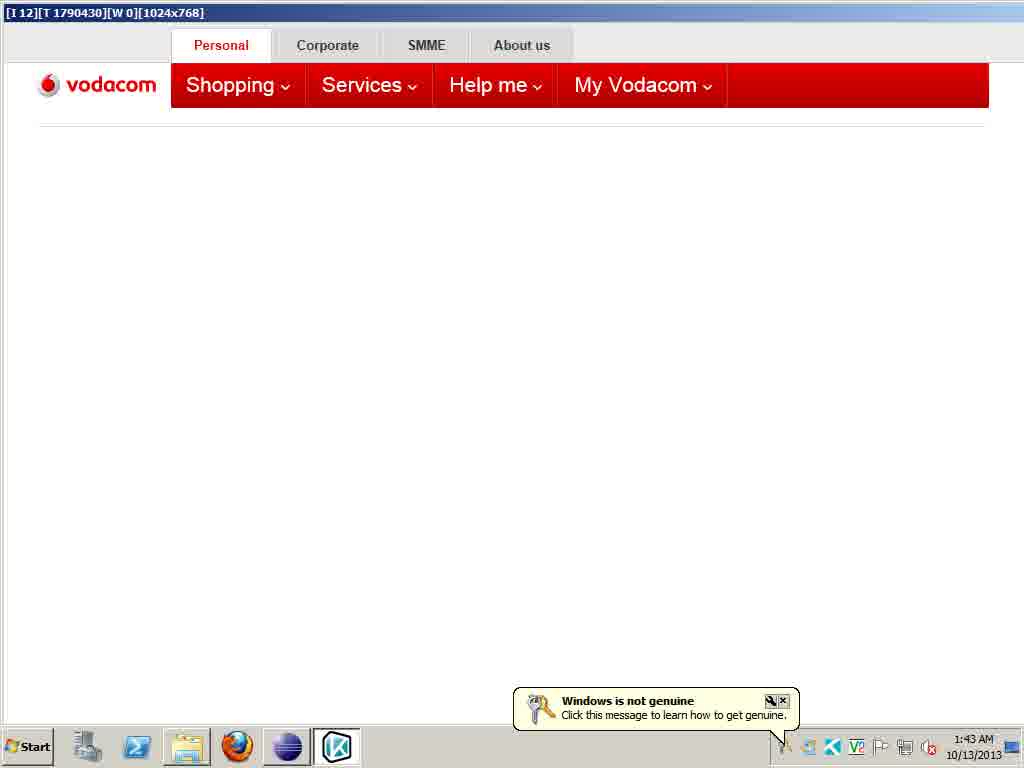 [I 12][T 1790430][W 0][1024x768]
Personal Corporate SMME About us
vodacom Shopping Services Help me My Vodacom
Windows is not genuine
Click this message to learn how to get genuine.
Start
1:43 AM
10/13/2013